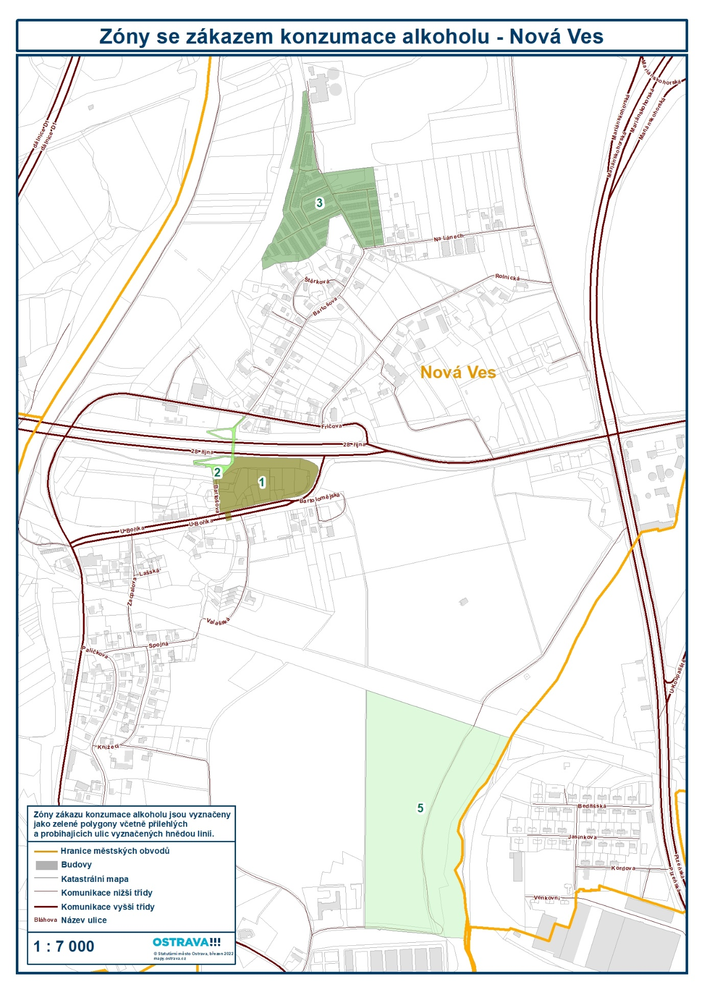 Zóny se zákazem konzumace alkoholu - Nová Ves
Mariánskohorská
Mariánskohorská
Mariánskohorská
Mariánskohorská
Mariánskohorská
dálnice D1
dálnice D1
3
Na Lánech
Rolnická
Štěrková
Bartošova
Nová Ves
Fričova
28. října
28. října
2
1
Bartošova
Bartolomějská
U Boříka
U Boříka
Lašská
Zacpalova
Valašská
Spojná
Paličkova
U Koupaliště
Knížecí
5
Bedřišská
Jasinkova
Kordova
Venkovní
Plzeňská
Plzeňská
Zóny zákazu konzumace alkoholu jsou vyznačeny
jako zelené polygony včetně přilehlých
a probíhajících ulic vyznačených hnědou linií.
Hranice městských obvodů
Budovy
Katastrální mapa
Komunikace nižší třídy
Komunikace vyšší třídy
Bláhova Název ulice
1 : 7 000
OSTRAVA!!!
© Statutární město Ostrava, březen 2022
mapy.ostrava.cz